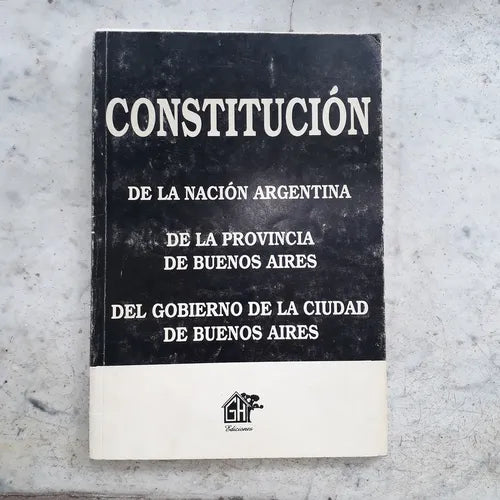 CONSTITUCIÓN
DE LA NACIÓN ARGENTINA
DE LA PROVINCIA
DE BUENOS AIRES
DEL GOBIERNO DE LA CIUDAD
DE BUENOS AIRES
GH
Ediciones